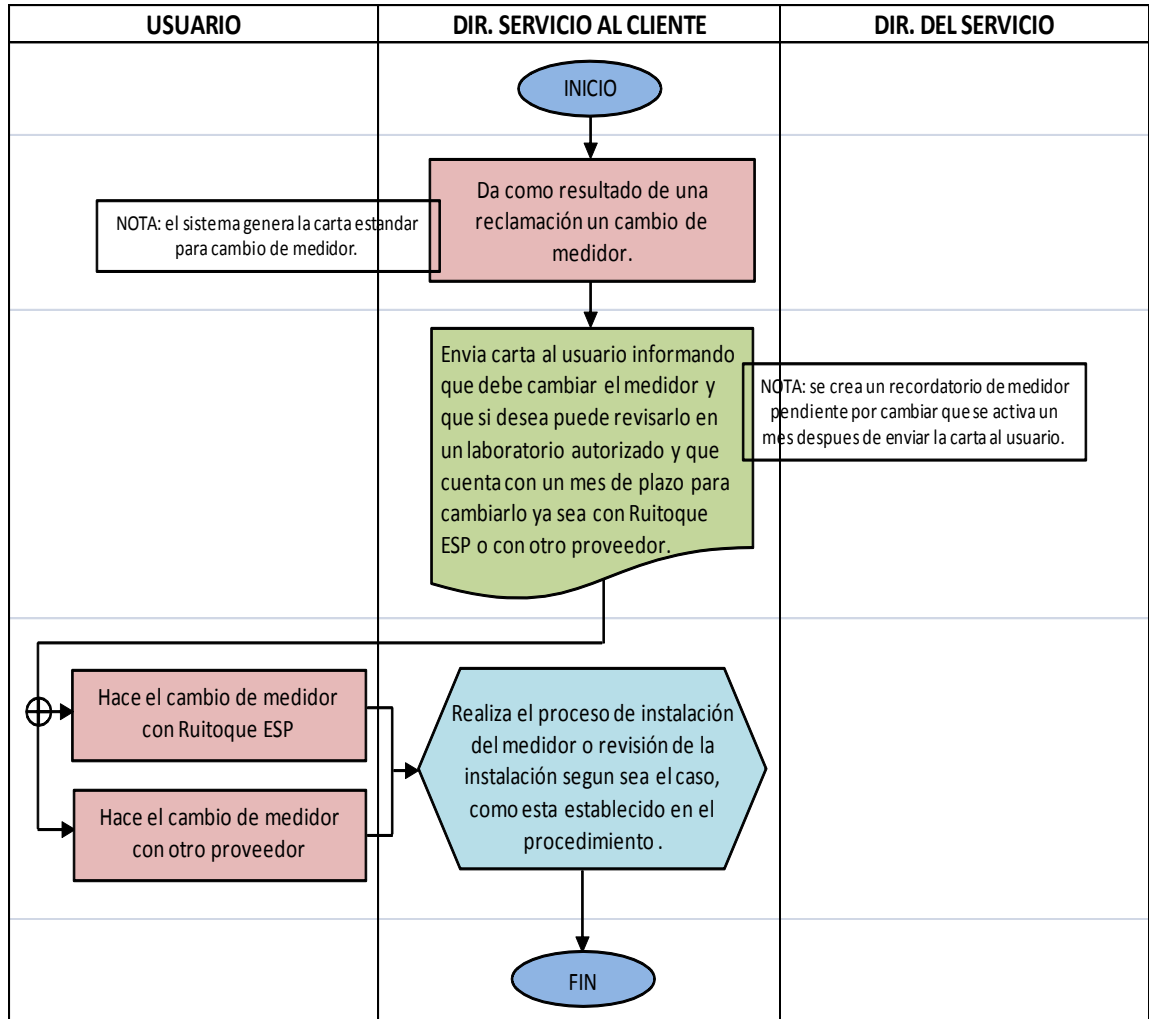 USUARIO
DIR. SERVICIO AL CLIENTE
DIR. DEL SERVICIO
INICIO
Da como resultado de una
reclamación un cambio de
medidor.
NOTA: el sistema genera la carta estandar
para cambio de medidor.
Envia carta al usuario informando
que debe cambiar el medidor y
que si desea puede revisarlo en
un laboratorio autorizado y que
cuenta con un mes de plazo para
cambiarlo ya sea con Ruitoque
ESP o con otro proveedor.
NOTA: se crea un recordatorio de medidor
pendiente por cambiar que se activa un
mes despues de enviar la carta al usuario.
Hace el cambio de medidor
con Ruitoque ESP
Hace el cambio de medidor
con otro proveedor
Realiza el proceso de instalación
del medidor o revisión de la
instalación segun sea el caso,
como esta establecido en el
procedimiento .
FIN